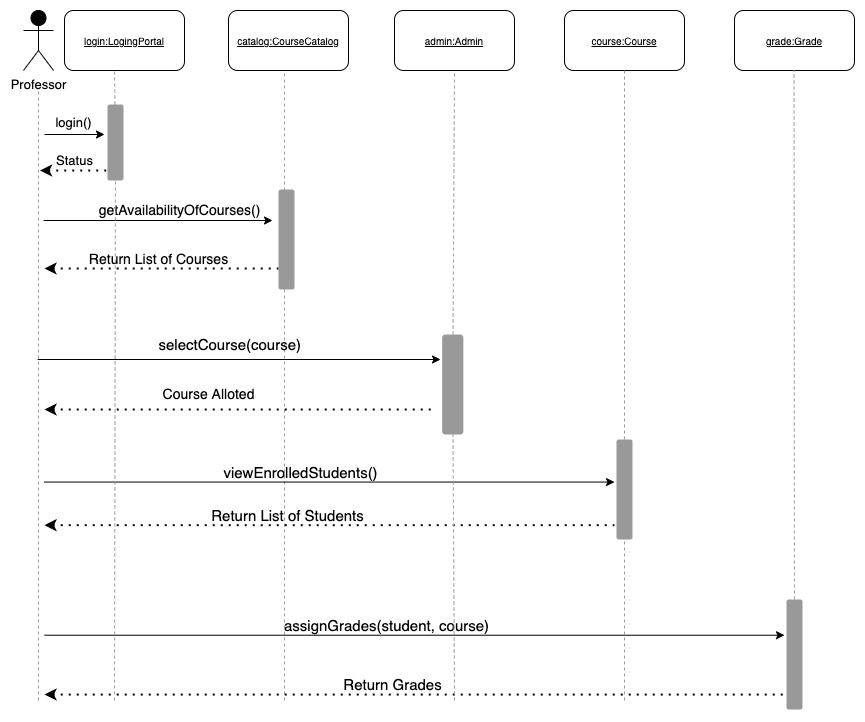 login:LogingPortal
catalog:CourseCatalog
admin:Admin
course:Course
grade:Grade
Professor
login()
Status
getAvailabilityOfCourses()
Return List of Courses
selectCourse(course)
Course Alloted
viewEnrolledStudents()
Return List of Students
assignGrades(student, course)
Return Grades